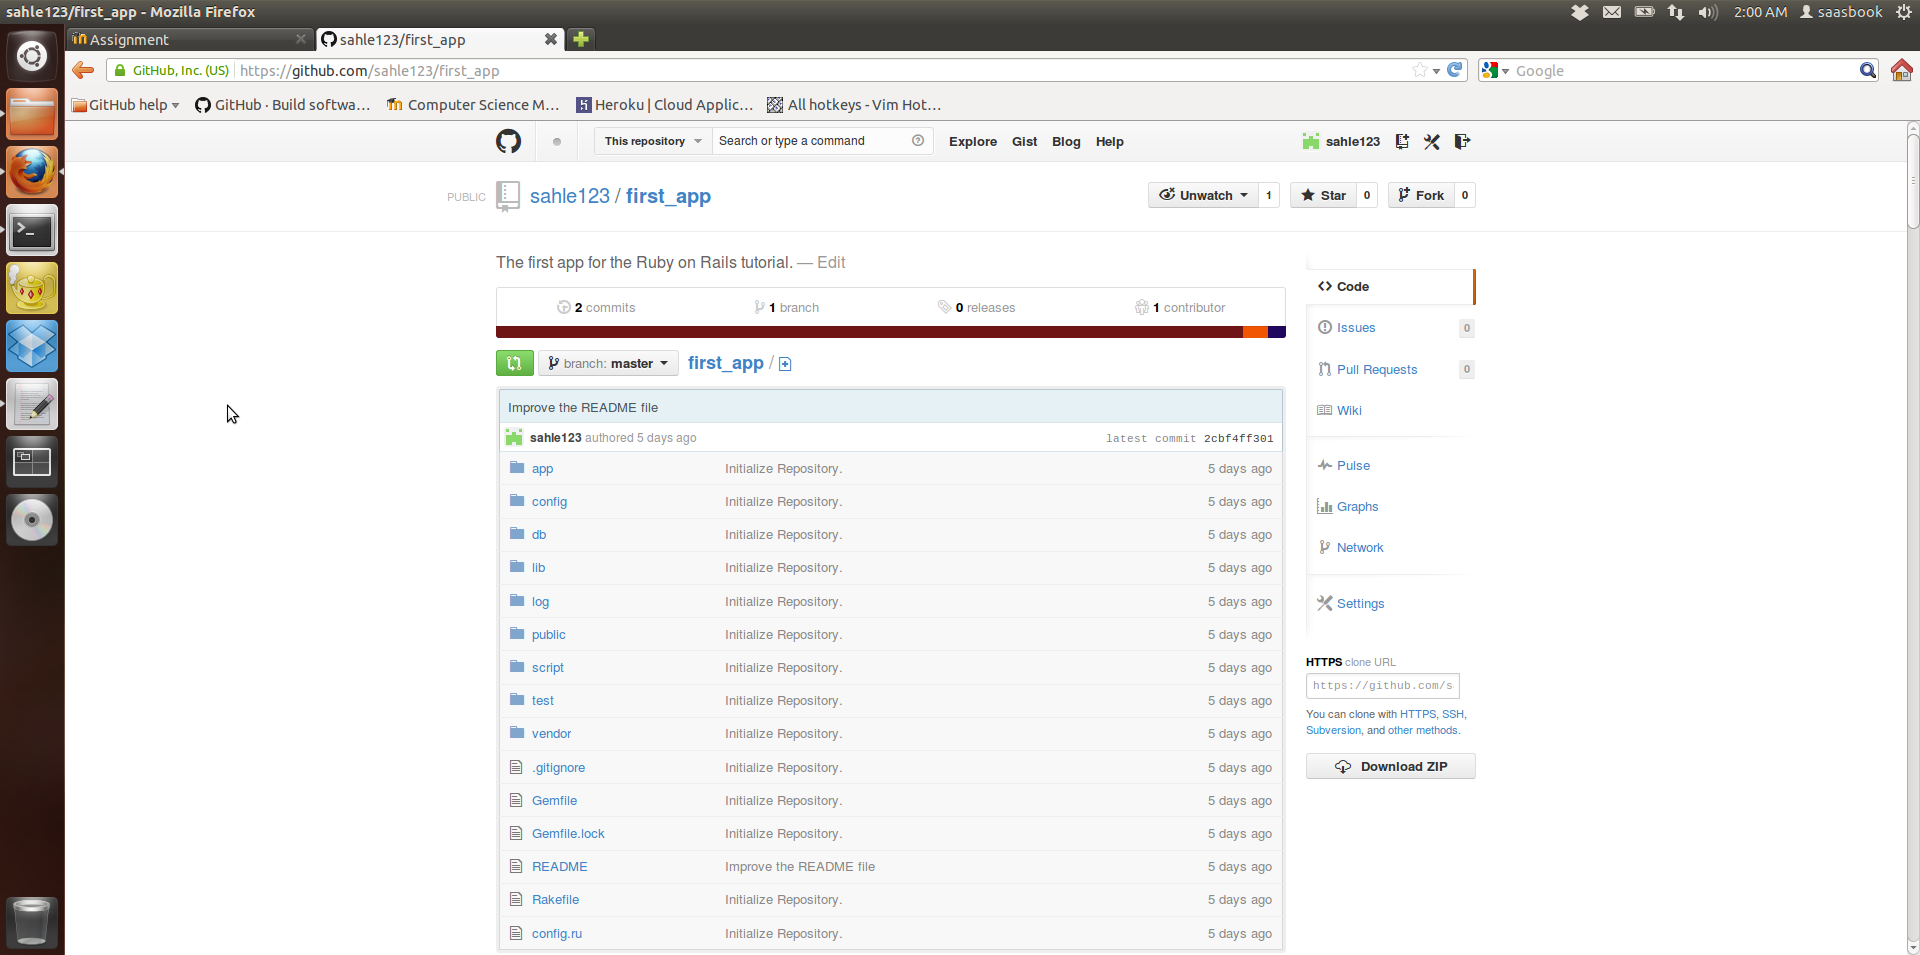 sahle123/first_app - Mozilla Firefox
2:00 AM saasbook
Assignment
sahle123/first_app
GitHub, Inc. (US) https://github.com/sahle123/first_app
Google
GitHub help
GitHub · Build softwa...
Computer Science M...
Heroku | Cloud Applic...
All hotkeys - Vim Hot...
This repository
Search or type a command
Explore Gist Blog Help
sahle123
PUBLIC sahle123 / first_app
Unwatch 1
Star 0
Fork 0
The first app for the Ruby on Rails tutorial. — Edit
2 commits
1 branch
0 releases
1 contributor
branch: master
first_app /
Improve the README file
sahle123 authored 5 days ago
latest commit 2cbf4ff301
app Initialize Repository. 5 days ago
config Initialize Repository. 5 days ago
db Initialize Repository. 5 days ago
lib Initialize Repository. 5 days ago
log Initialize Repository. 5 days ago
public Initialize Repository. 5 days ago
script Initialize Repository. 5 days ago
test Initialize Repository. 5 days ago
vendor Initialize Repository. 5 days ago
.gitignore Initialize Repository. 5 days ago
Gemfile Initialize Repository. 5 days ago
Gemfile.lock Initialize Repository. 5 days ago
README Improve the README file 5 days ago
Rakefile Initialize Repository. 5 days ago
config.ru Initialize Repository. 5 days ago
Code
Issues 0
Pull Requests 0
Wiki
Pulse
Graphs
Network
Settings
HTTPS clone URL
https://github.com/s
You can clone with HTTPS, SSH,
Subversion, and other methods.
Download ZIP